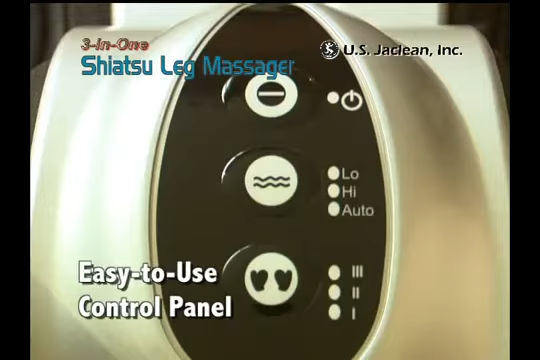 3-In-One
Shiatsu Leg Massager
U.S. Jaclean, Inc.
Lo
Hi
Auto
Easy-to-Use
Control Panel
III
II
I